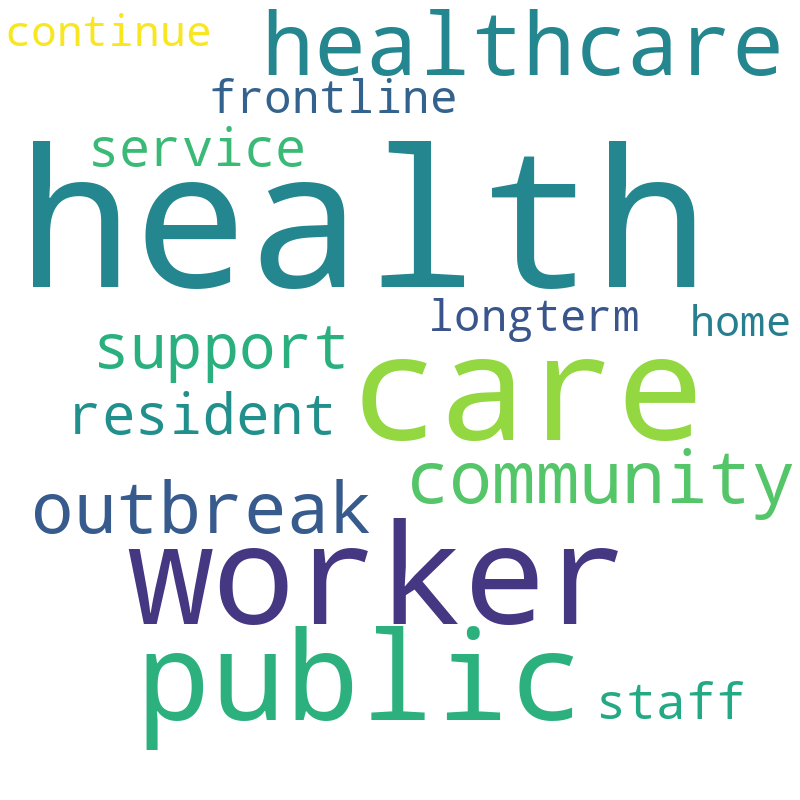 continue
healthcare
frontline
service
health
longterm
home
support
care
resident
community
outbreak
worker
public
staff